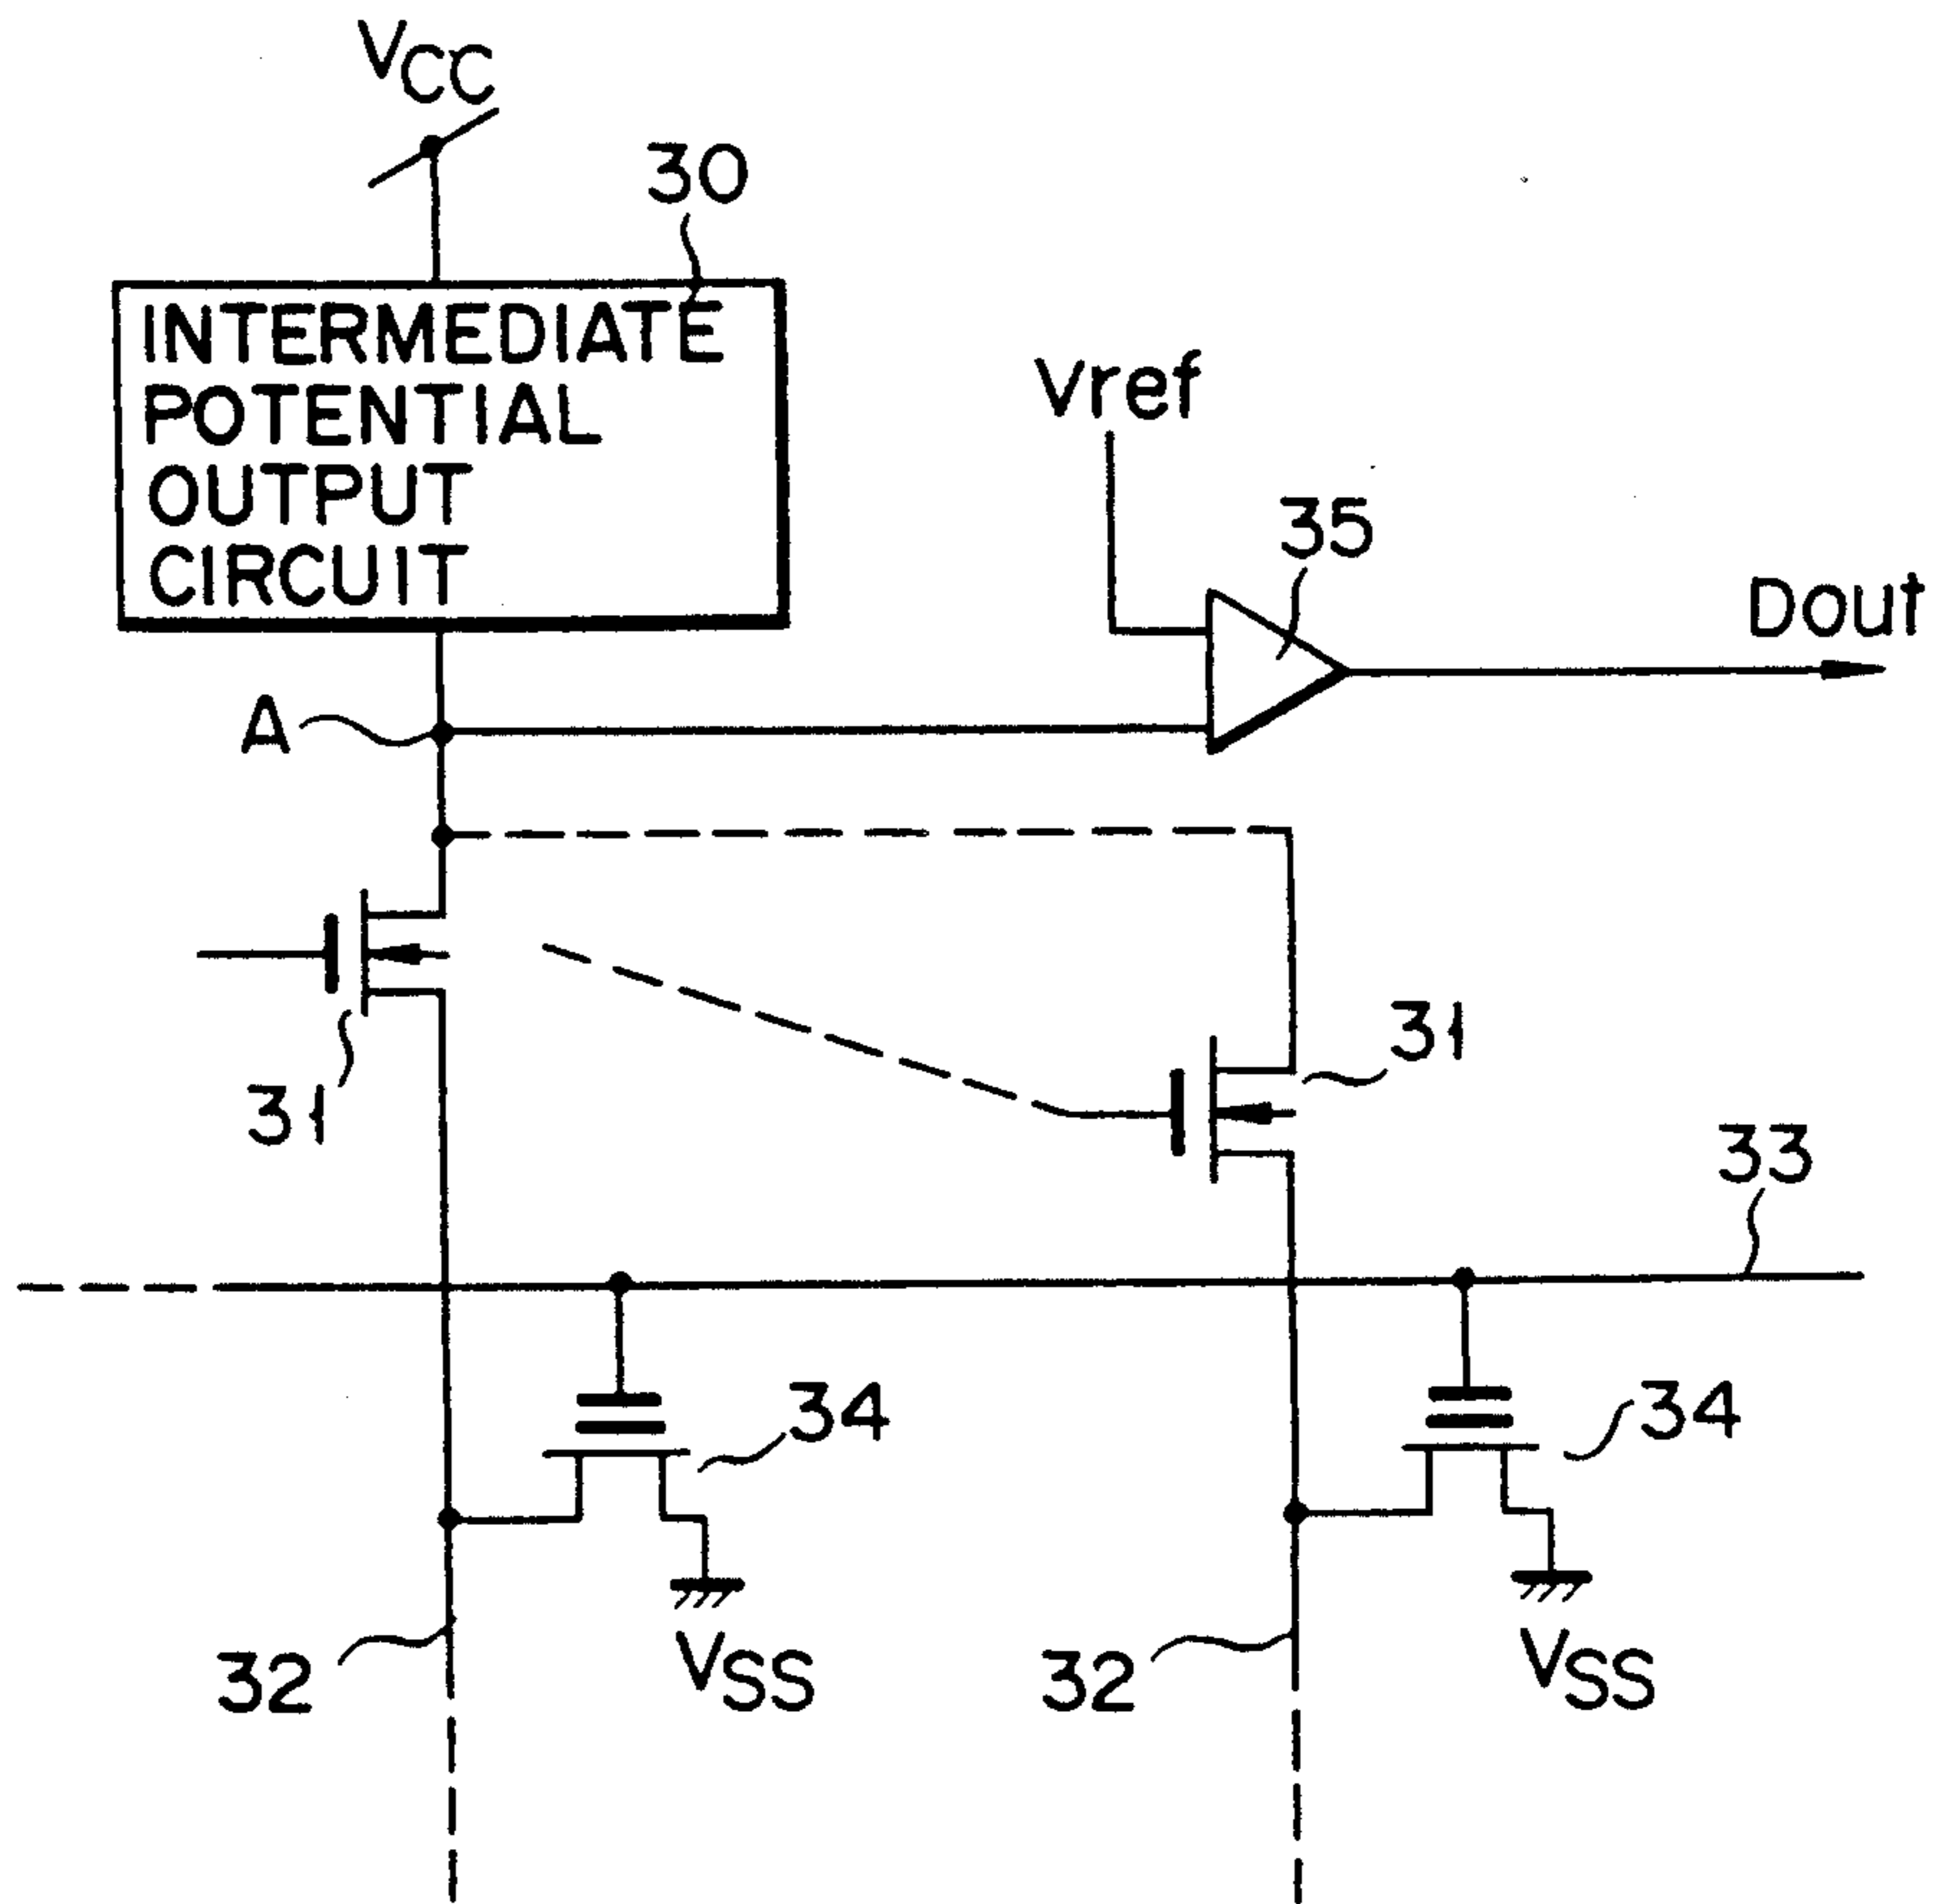 VCC
30
INTERMEDIATE
POTENTIAL
OUTPUT
CIRCUIT
vref
35
Dout
A
31
31
33
34
34
32
VSS
32
VSS